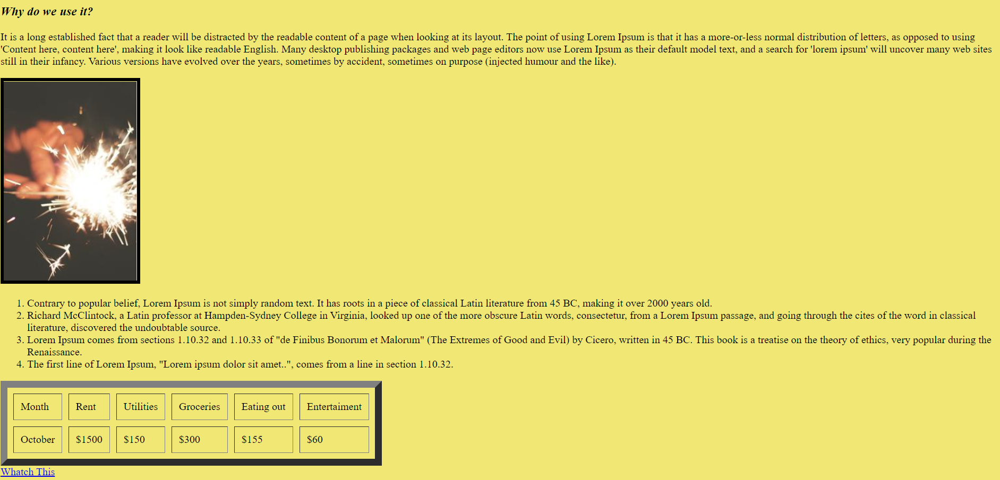 Why do we use it?
It is a long established fact that a reader will be distracted by the readable content of a page when looking at its layout. The point of using Lorem Ipsum is that it has a more-or-less normal distribution of letters, as opposed to using
'Content here, content here', making it look like readable English. Many desktop publishing packages and web page editors now use Lorem Ipsum as their default model text, and a search for 'lorem ipsum' will uncover many web sites
still in their infancy. Various versions have evolved over the years, sometimes by accident, sometimes on purpose (injected humour and the like).
1. Contrary to popular belief, Lorem Ipsum is not simply random text. It has roots in a piece of classical Latin literature from 45 BC, making it over 2000 years old.
2. Richard McClintock, a Latin professor at Hampden-Sydney College in Virginia, looked up one of the more obscure Latin words, consectetur, from a Lorem Ipsum passage, and going through the cites of the word in classical
literature, discovered the undoubtable source.
3. Lorem Ipsum comes from sections 1.10.32 and 1.10.33 of "de Finibus Bonorum et Malorum" (The Extremes of Good and Evil) by Cicero, written in 45 BC. This book is a treatise on the theory of ethics, very popular during the
Renaissance.
4. The first line of Lorem Ipsum, "Lorem ipsum dolor sit amet..", comes from a line in section 1.10.32.
Month Rent Utilities Groceries Eating out Entertaiment
October $1500 $150 $300 $155 $60
Whatch This